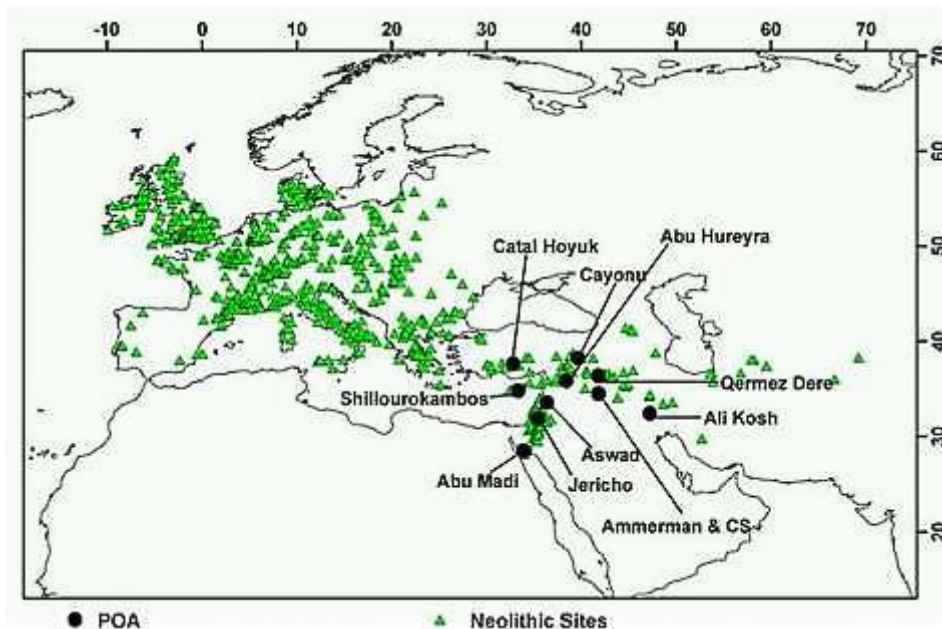 -10 0 10 20 30 40 50 60 70
70
60
50
40
30
20
Abu Hureyra
Catal Hoyuk
Cayonu
Qermez Dere
Shillourokambos
Ali Kosh
Aswad
Abu Madi
Jericho
Ammerman & CS
POA Neolithic Sites